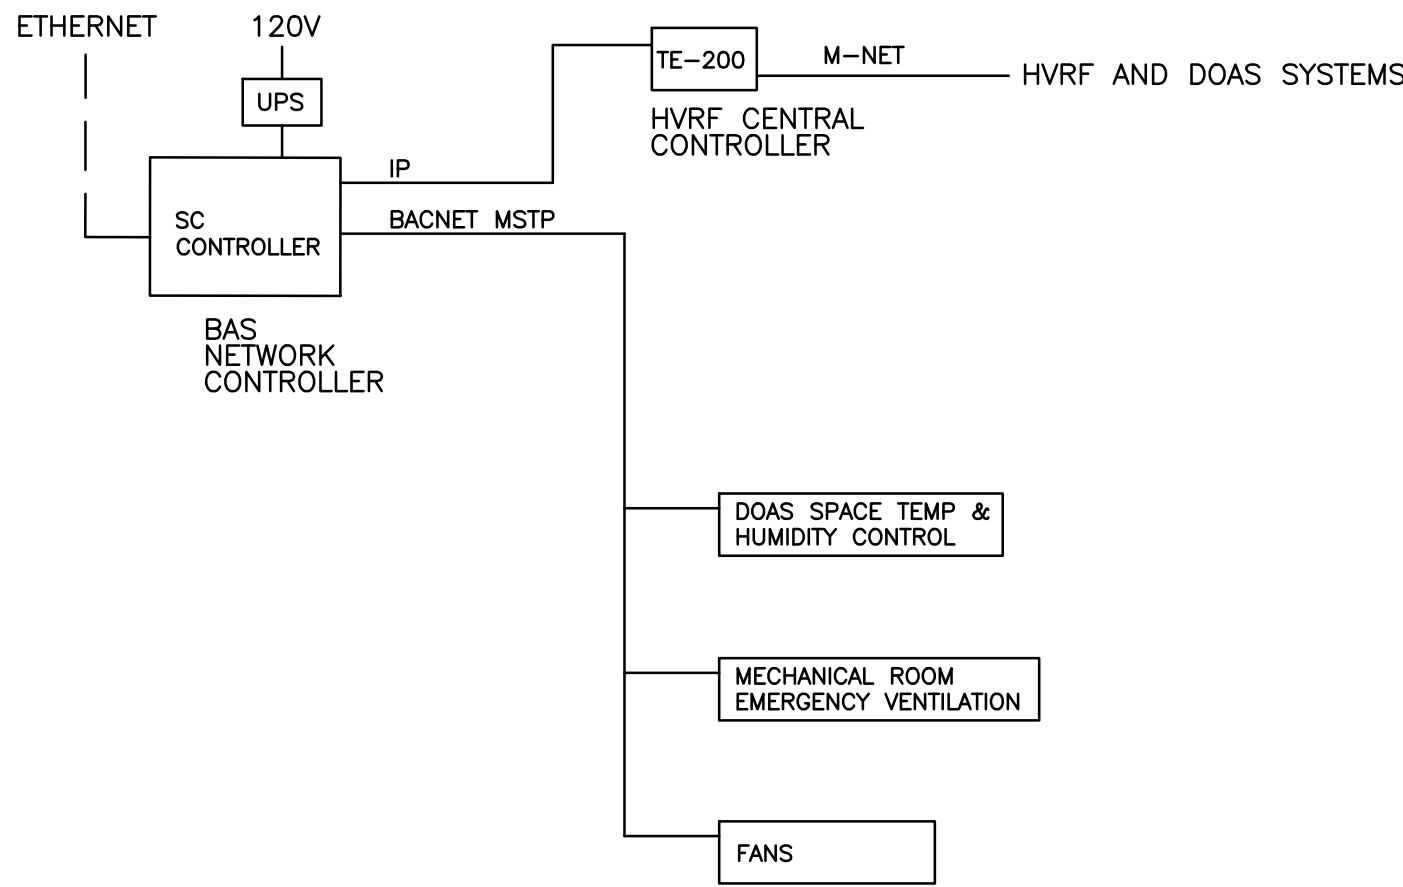 ETHERNET
120V
UPS
TE-200
M-NET
HVRF AND DOAS SYSTEMS
HVRF CENTRAL
CONTROLLER
IP
SC
CONTROLLER
BACNET MSTP
BAS
NETWORK
CONTROLLER
DOAS SPACE TEMP &
HUMIDITY CONTROL
MECHANICAL ROOM
EMERGENCY VENTILATION
FANS